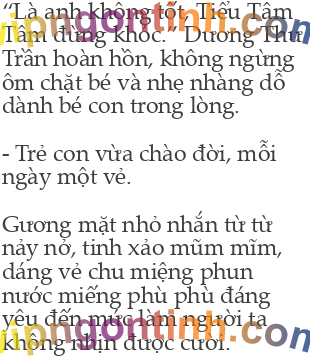 “Là anh không tốt, Tiểu Tâm
Tâm đừng khóc.” Dương Thư
Trần hoàn hồn, không ngừng
ôm chặt bé và nhẹ nhàng dỗ
dành bé con trong lòng.
- Trẻ con vừa chào đời, mỗi
ngày một vẻ.
Gương mặt nhỏ nhắn từ từ
nảy nở, tinh xảo mũm mĩm,
dáng vẻ chu miệng phun
nước miếng phù phù đáng
yêu đến mức làm người ta
không nhịn được cười.